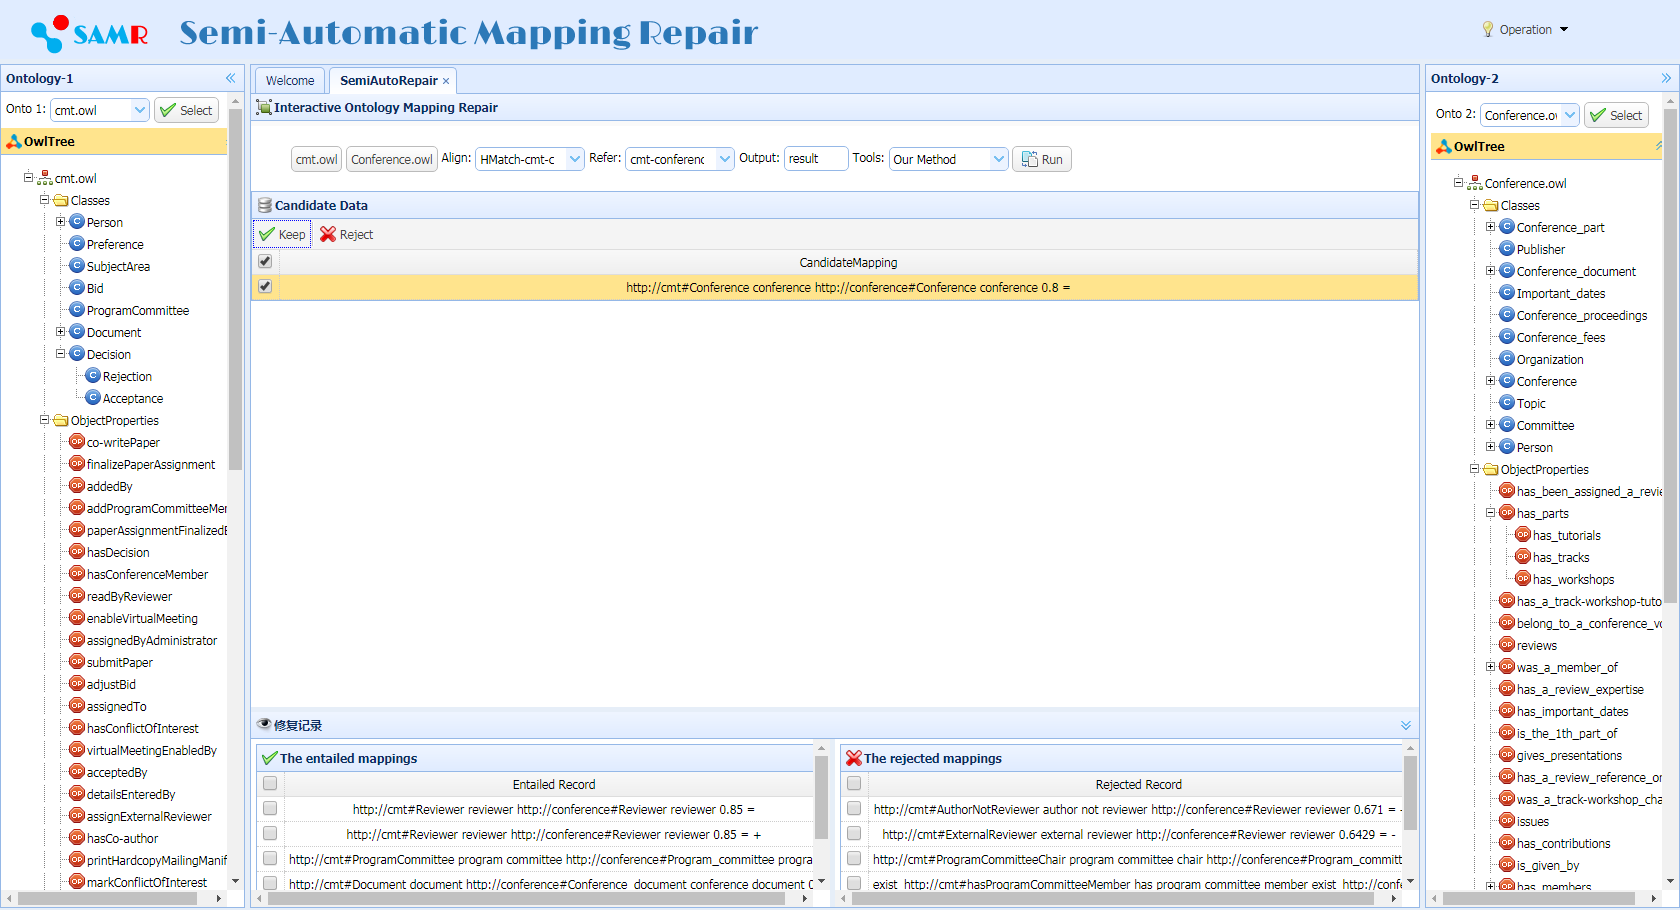 SAMR Semi-Automatic Mapping Repair
Operation
Ontology-1
Onto 1: cmt.owl Select
OwlTree
cmt.owl
Classes
Person
Preference
SubjectArea
Bid
ProgramCommittee
Document
Decision
Rejection
Acceptance
ObjectProperties
co-writePaper
finalizePaperAssignment
addedBy
addProgramCommitteeMer
paperAssignmentFinalizedE
hasDecision
hasConferenceMember
readByReviewer
enableVirtualMeeting
assignedByAdministrator
submitPaper
adjustBid
assignedTo
hasConflictOfInterest
virtualMeetingEnabledBy
acceptedBy
detailsEnteredBy
assignExternalReviewer
hasCo-author
printHardcopyMailingManif
markConflictOfInterest
Welcome SemiAutoRepair
Interactive Ontology Mapping Repair
cmt.owl Conference.owl Align: HMatch-cmt-c Refer: cmt-conferenc Output: result Tools: Our Method Run
Candidate Data
Keep Reject
CandidateMapping
http://cmt#Conference conference http://conference#Conference conference 0.8 =
修复记录
The entailed mappings
Entailed Record
http://cmt#Reviewer reviewer http://conference#Reviewer reviewer 0.85 =
http://cmt#Reviewer reviewer http://conference#Reviewer reviewer 0.85 = +
http://cmt#ProgramCommittee program committee http://conference#Program_committee progra
http://cmt#Document document http://conference#Conference_document conference document 0
The rejected mappings
Rejected Record
http://cmt#AuthorNotReviewer author not reviewer http://conference#Reviewer reviewer 0.671 = -
http://cmt#ExternalReviewer external reviewer http://conference#Reviewer reviewer 0.6429 = -
http://cmt#ProgramCommitteeChair program committee chair http://conference#Program_committ
exist_http://cmt#hasProgramCommitteeMember has program committee member exist_http://confe
Ontology-2
Onto 2: Conference.ov Select
OwlTree
Conference.owl
Classes
Conference_part
Publisher
Conference_document
Important_dates
Conference_proceedings
Conference_fees
Organization
Conference
Topic
Committee
Person
ObjectProperties
has_been_assigned_a_revie
has_parts
has_tutorials
has_tracks
has_workshops
has_a_track-workshop-tuto
belong_to_a_conference_vo
reviews
was_a_member_of
has_a_review_expertise
has_important_dates
is_the_1th_part_of
gives_presentations
has_a_review_reference_or
was_a_track-workshop_cha
issues
has_contributions
is_given_by
has_members